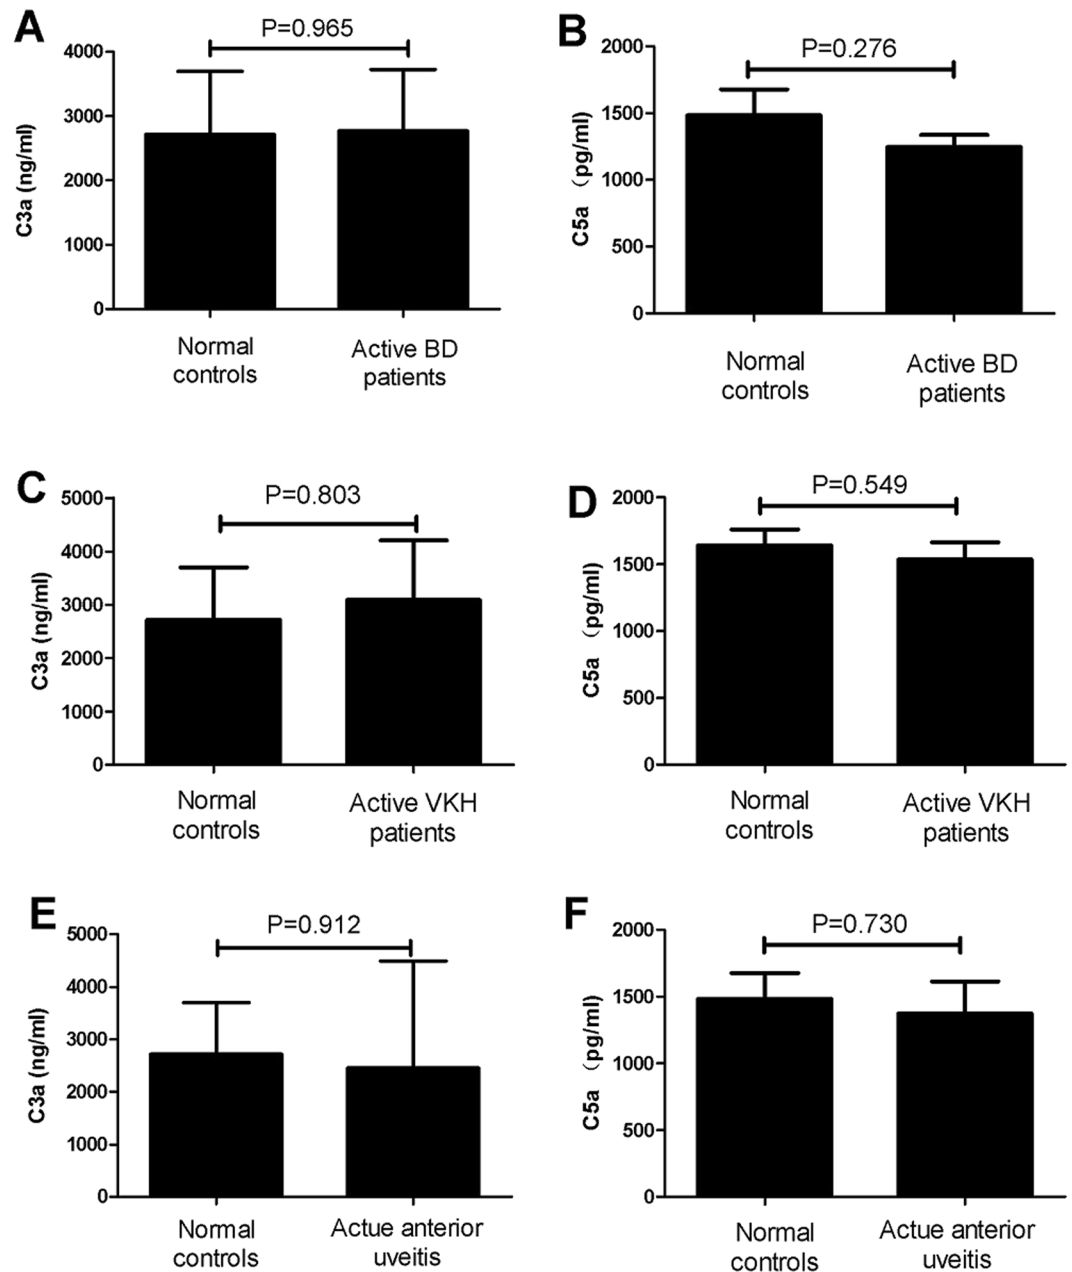 A
P=0.965
C3a (ng/ml)
4000
3000
2000
1000
0
Normal
controls
Active BD
patients
B
P=0.276
C5a （pg/ml)
2000
1500
1000
500
0
Normal
controls
Active BD
patients
C
P=0.803
C3a (ng/ml)
5000
4000
3000
2000
1000
0
Normal
controls
Active VKH
patients
D
P=0.549
C5a （pg/ml)
2000
1500
1000
500
0
Normal
controls
Active VKH
patients
E
P=0.912
C3a (ng/ml)
5000
4000
3000
2000
1000
0
Normal
controls
Actue anterior
uveitis
F
P=0.730
C5a （pg/ml)
2000
1500
1000
500
0
Normal
controls
Actue anterior
uveitis